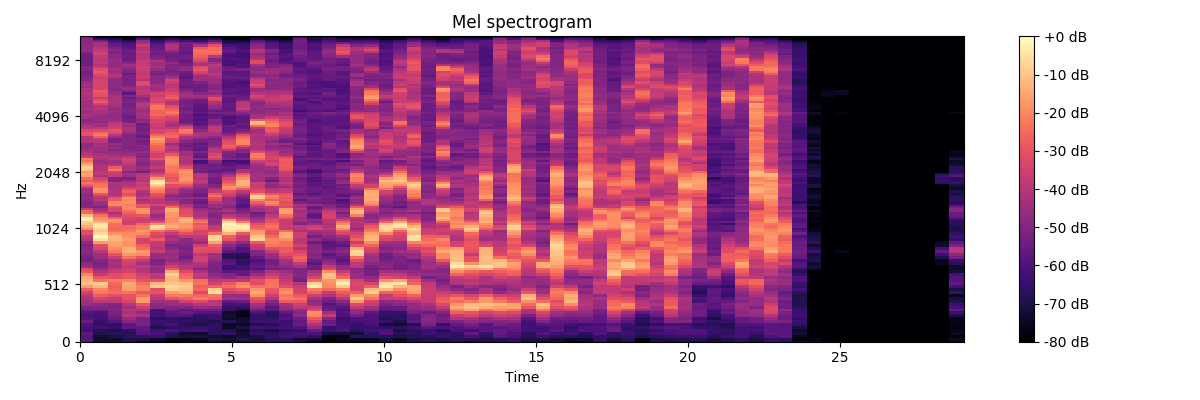 Mel spectrogram
+0 dB
8192
-10 dB
4096
-20 dB
-30 dB
2048
-40 dB
Hz
1024
-50 dB
-60 dB
512
-70 dB
0
-80 dB
0 5 10 15 20 25
Time